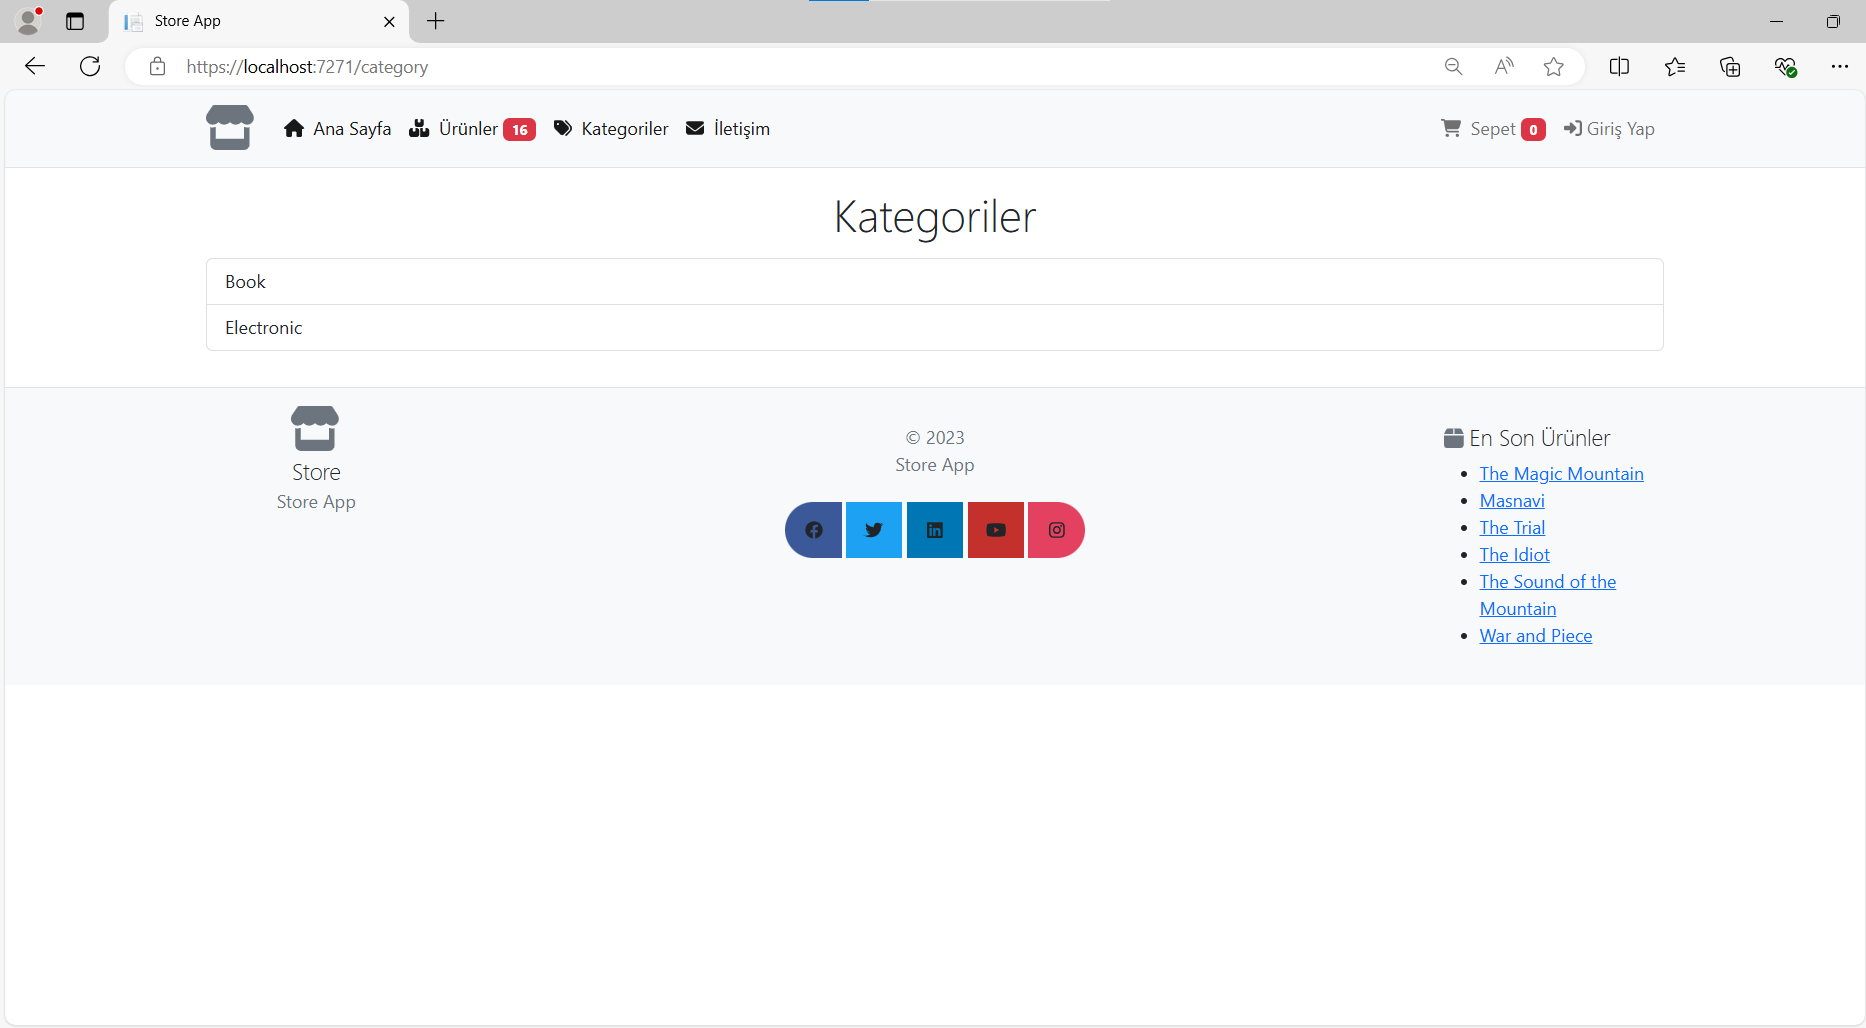 Store App
https://localhost:7271/category
Ana Sayfa Ürünler 16 Kategoriler İletişim Sepet 0 Giriş Yap
Kategoriler
Book
Electronic
Store
Store App
© 2023
Store App
En Son Ürünler
The Magic Mountain
Masnavi
The Trial
The Idiot
The Sound of the
Mountain
War and Piece